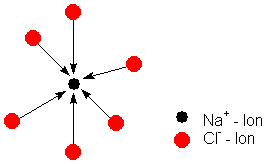 Na⁺ - Ion
Cl⁻ - Ion